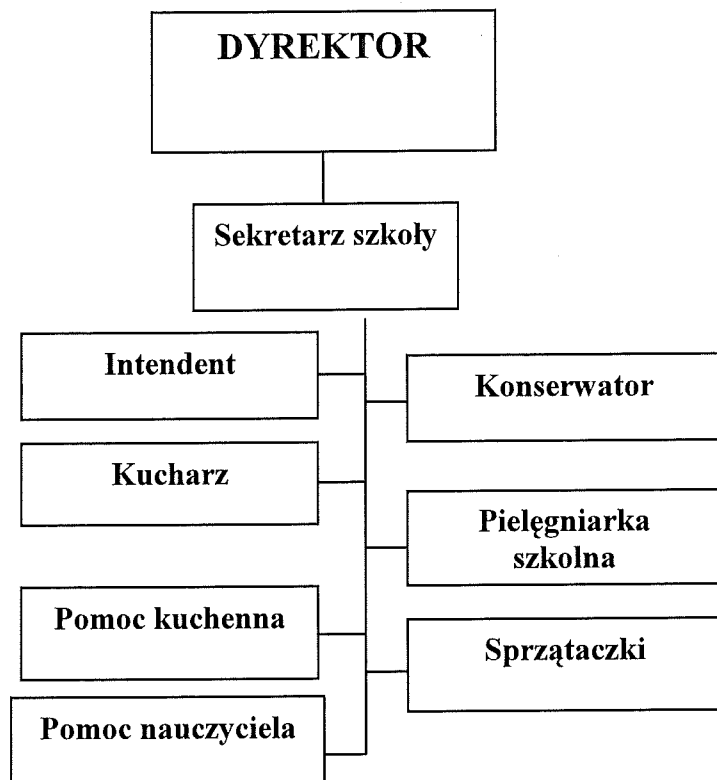 DYREKTOR
Sekretarz szkoły
Intendent
Konserwator
Kucharz
Pielęgniarka
szkolna
Pomoc kuchenna
Sprzątaczki
Pomoc nauczyciela